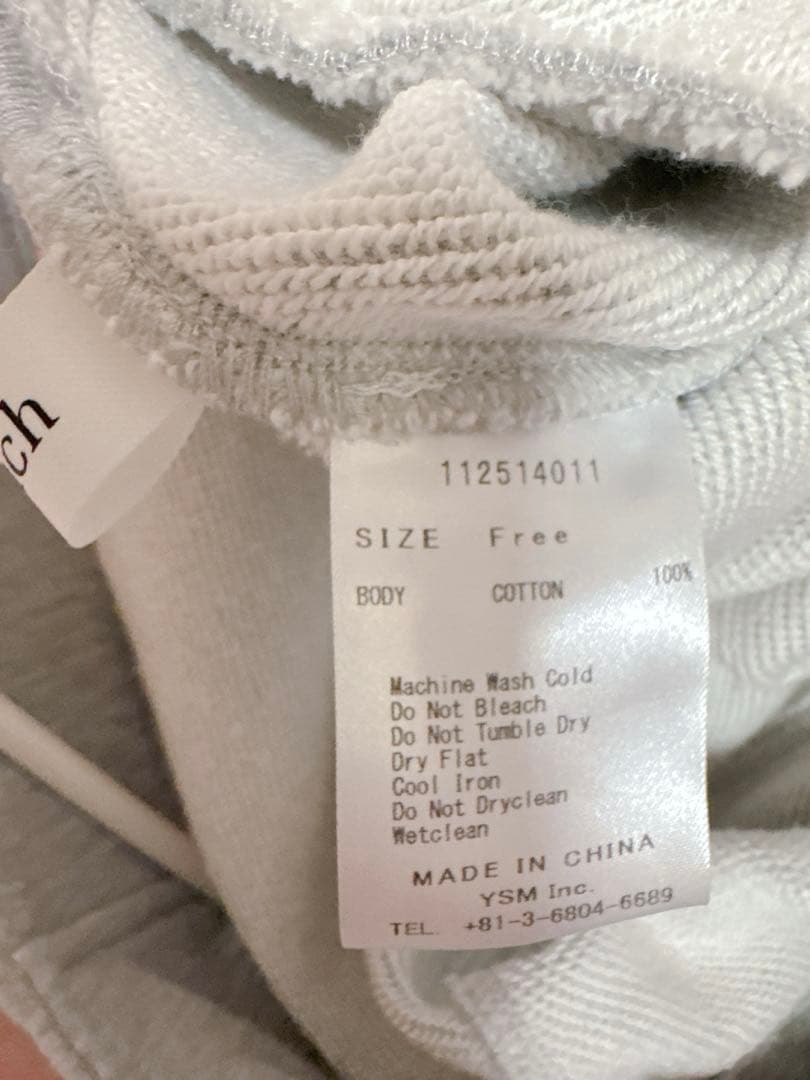 ch
112514011
SIZE Free
BODY COTTON 100%
Machine Wash Cold
Do Not Bleach
Do Not Tumble Dry
Dry Flat
Cool Iron
Do Not Dryclean
Wetclean
MADE IN CHINA
YSM Inc.
TEL. +81-3-6804-6689